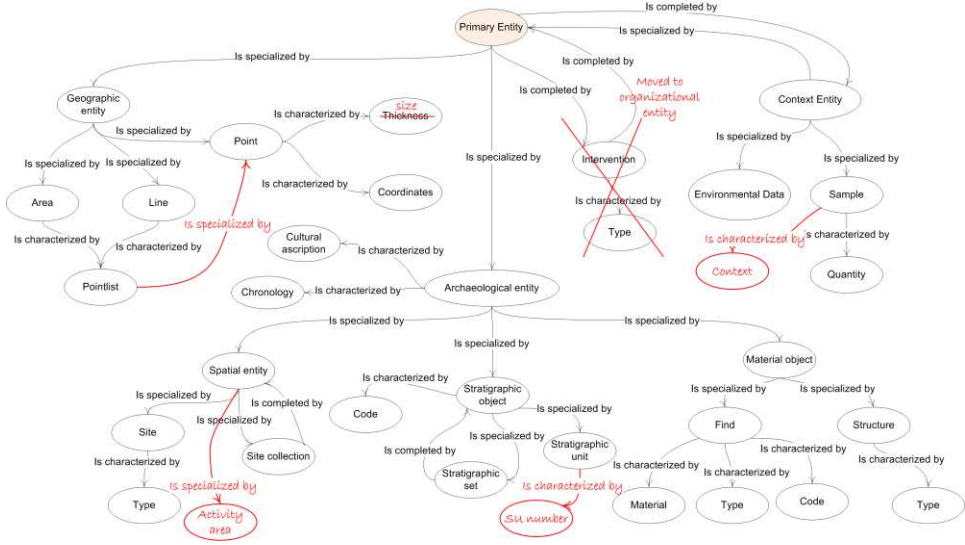 Is completed by
Primary Entity
Is specialized by
Is specialized by
Is completed by
Is completed by
Moved to
organizational
entity
Geographic
entity
Context Entity
Is specialized by
Is characterized by
size
Thickness
Point
Is specialized by
Is specialized by
Is specialized by
Intervention
Is specialized by
Is specialized by
Area
Line
Is characterized by
Coordinates
Environmental Data
Sample
Is specialized by
Is characterized by
Type
Is characterized by
Is characterized by
Cultural
ascription
Is characterized by
Is characterized by
Is characterized by
Context
Quantity
Pointlist
Chronology
Is characterized by
Archaeological entity
Is specialized by
Is specialized by
Is specialized by
Spatial entity
Material object
Is specialized by
Is completed by
Is specialized by
Is characterized by
Stratigraphic
object
Is specialized by
Is specialized by
Site
Code
Is specialized by
Find
Structure
Is completed by
Is specialized by
Stratigraphic
unit
Site collection
Is characterized by
Is characterized by
Is characterized by
Is characterized by
Is characterized by
Stratigraphic
set
Is specialized by
Is characterized by
Type
Activity
area
SU number
Material
Type
Code
Type